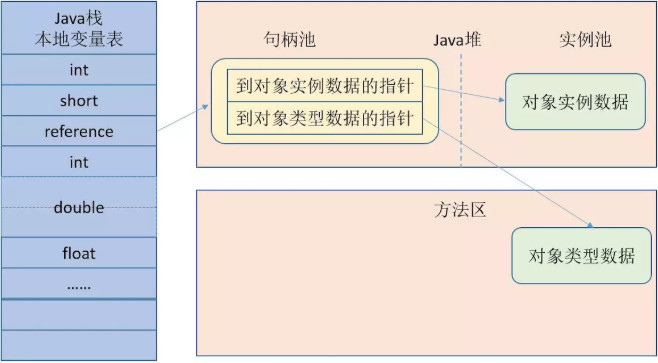 Java栈
本地变量表
int
short
reference
int
double
float
……
句柄池
Java堆
实例池
到对象实例数据的指针
到对象类型数据的指针
对象实例数据
方法区
对象类型数据